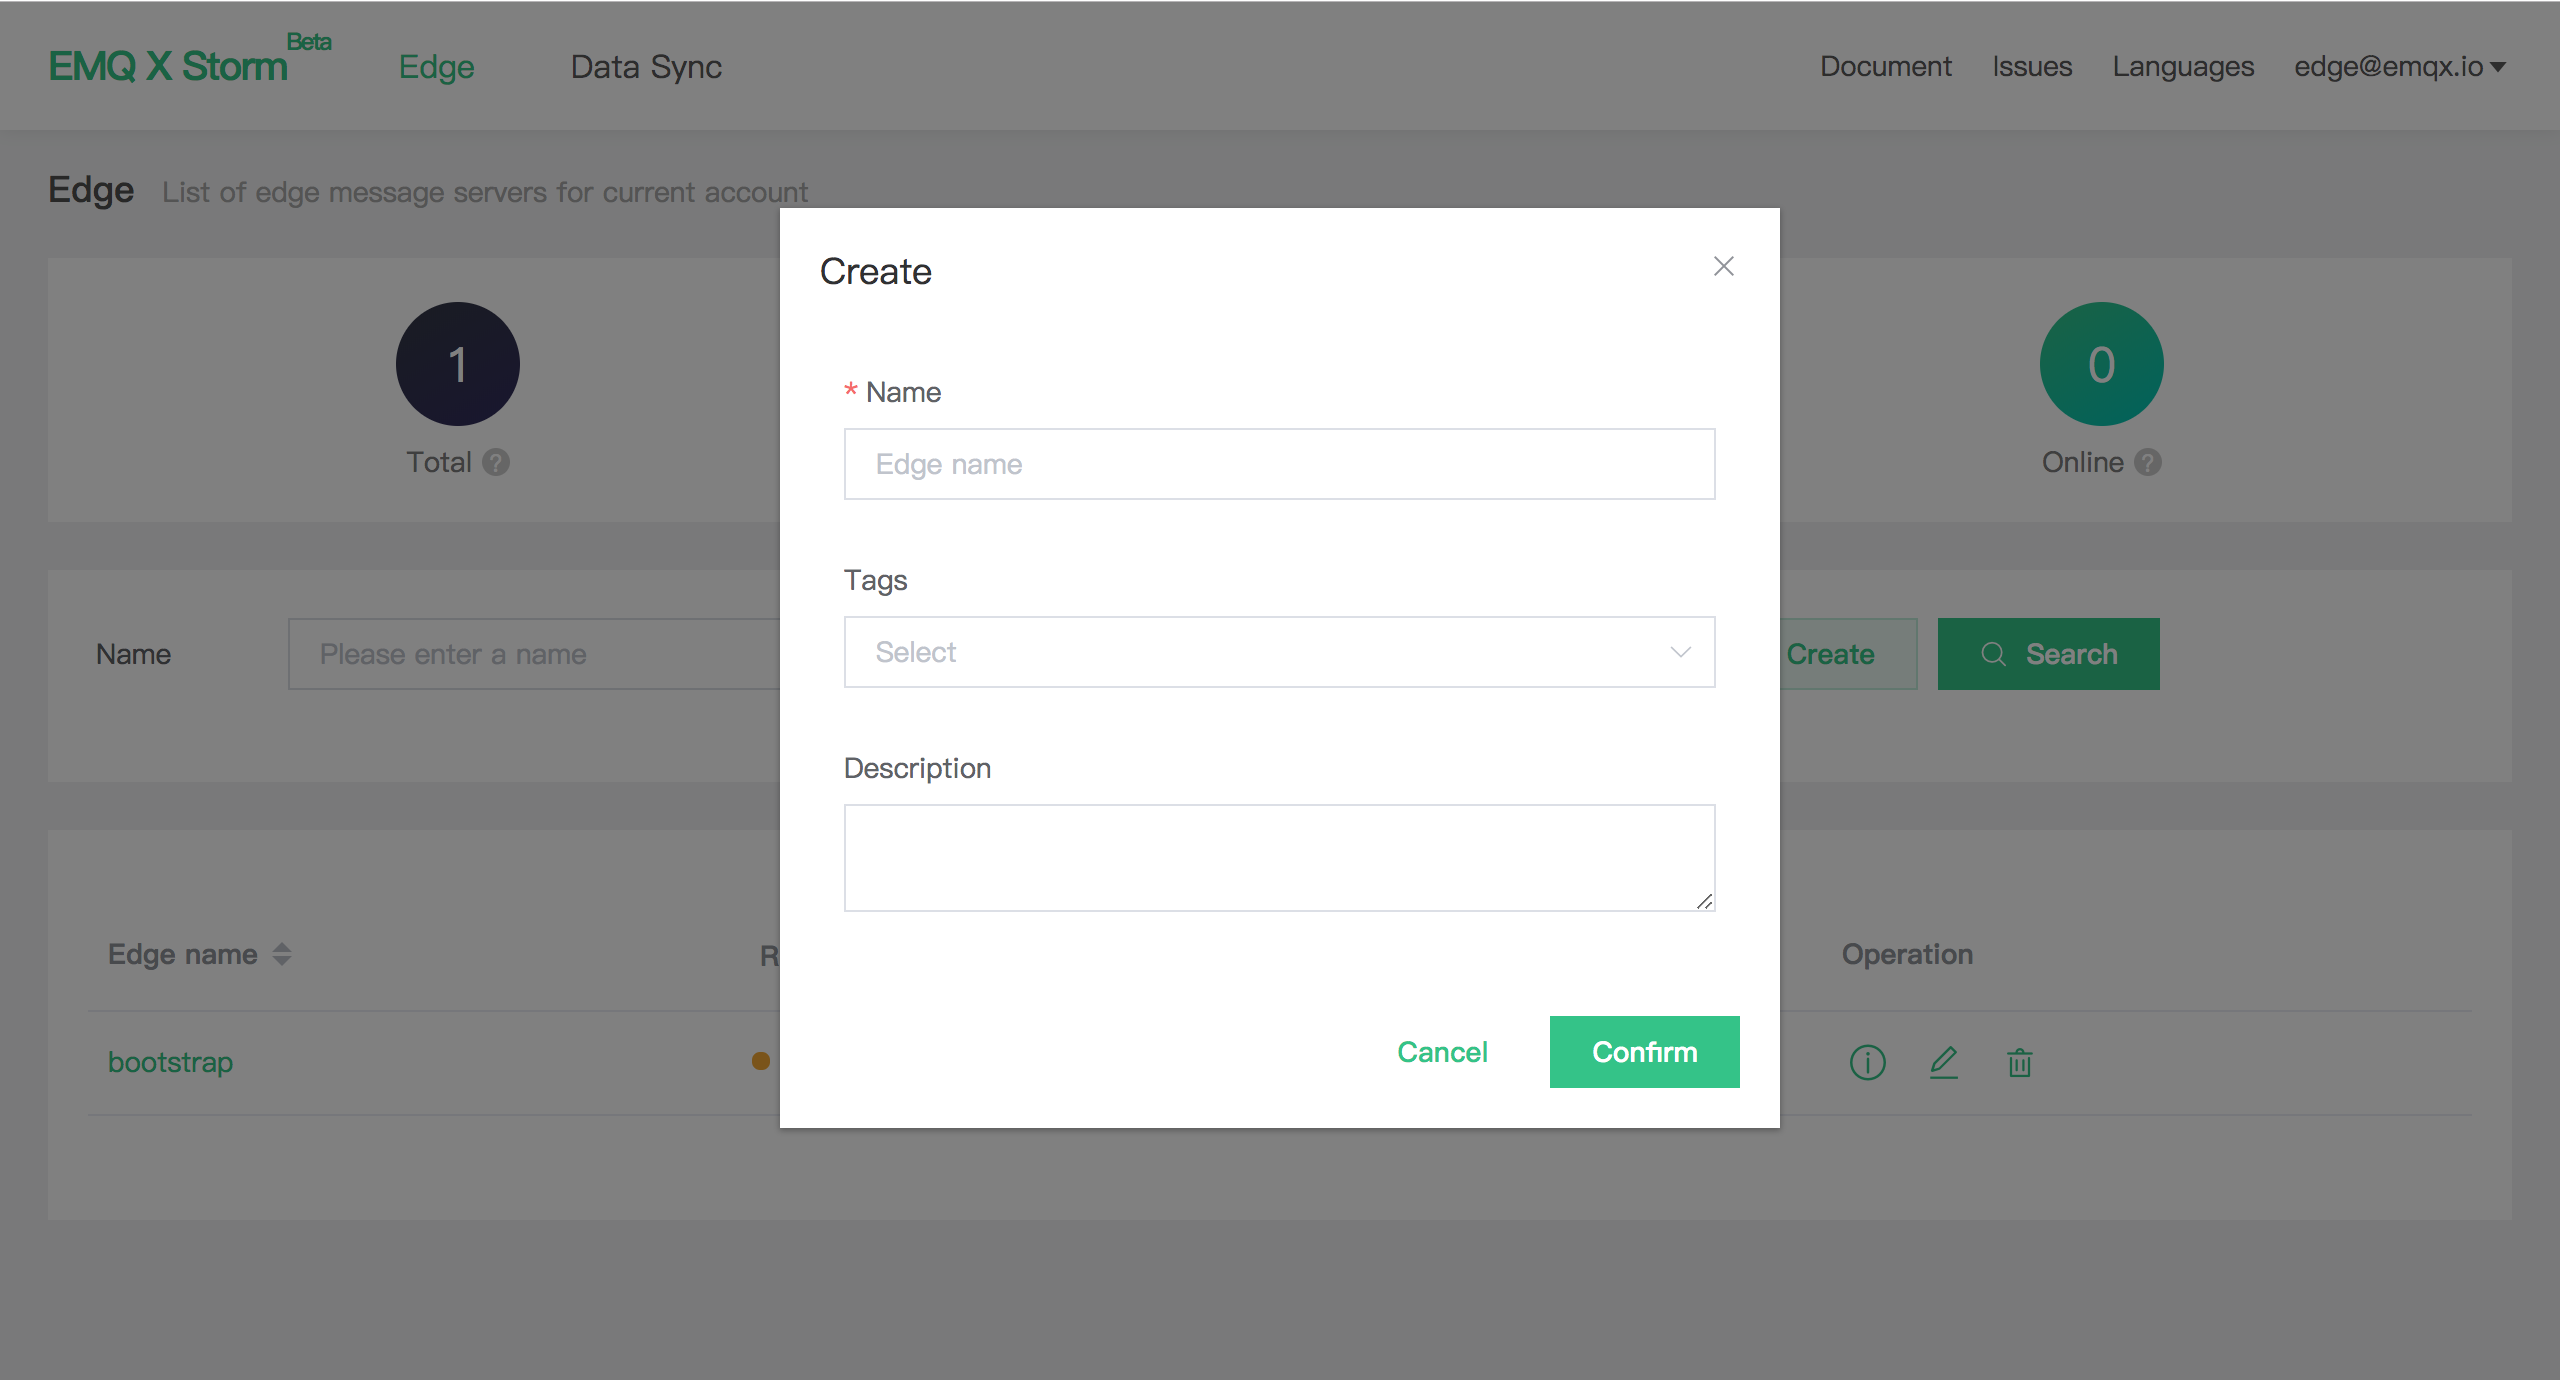 EMQ X Storm Beta
Edge
Data Sync
Document
Issues
Languages
edge@emqx.io
Edge
List of edge message servers for current account
1
Total ?
0
Online ?
Name
Please enter a name
Create
Search
Edge name
R
Operation
bootstrap
Create
* Name
Edge name
Tags
Select
Description
Cancel
Confirm